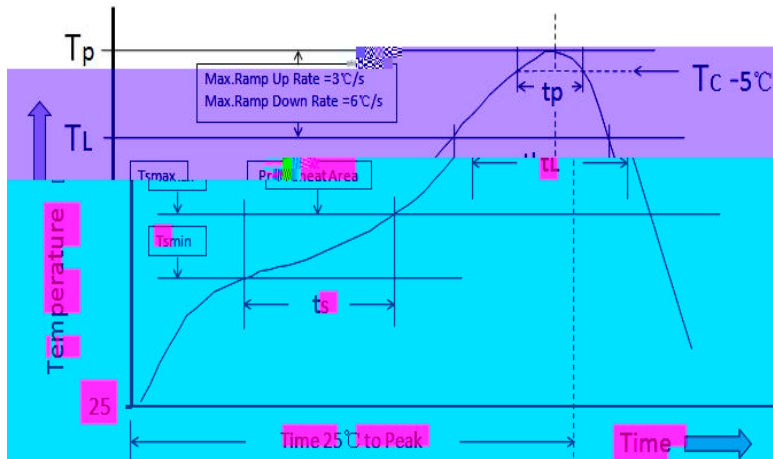 Tp
Max.Ramp Up Rate =3℃/s
Max.Ramp Down Rate =6℃/s
tp
TC -5℃
TL
tL
Tsmax
Area
Tsmin
ts
Temperature
25
Time 25℃ to Peak
Time